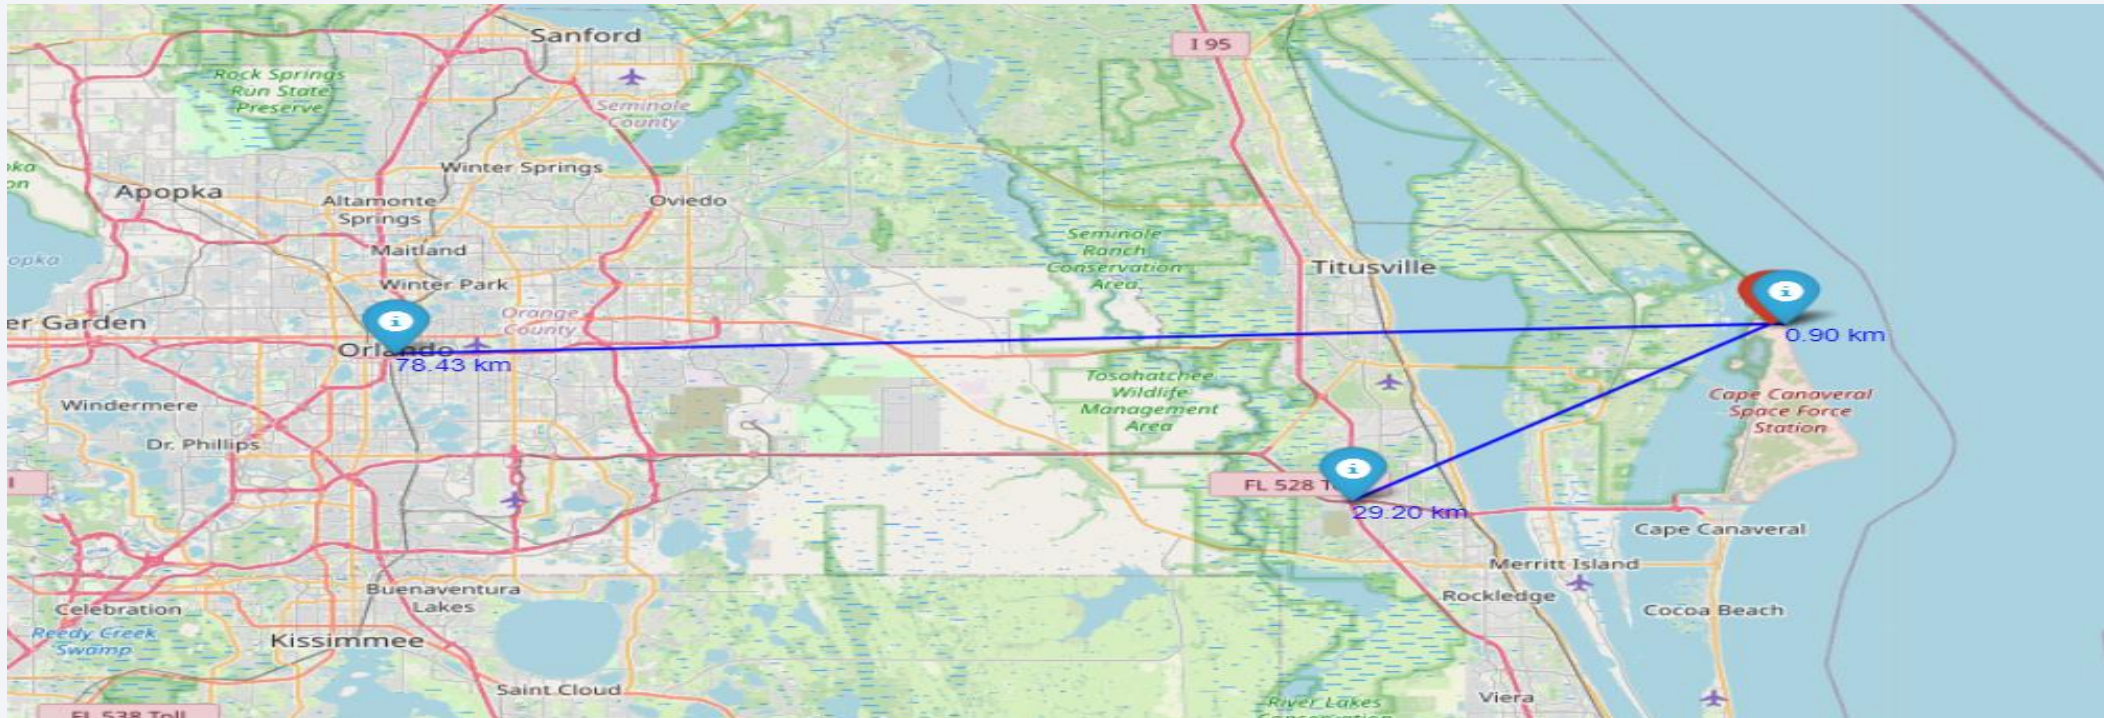 Sanford
I 95
Rock Springs
Run State
Preserve
Seminole
County
Winter Springs
Apopka
Altamonte
Springs
Oviedo
Maitland
opka
Winter Park
Seminole
Ranch
Conservation
Area
Titusville
er Garden
Orange
County
Orlando
78.43 km
0.90 km
Tosohatchee
Wildlife
Management
Area
Cape Canaveral
Space Force
Station
Windermere
Dr. Phillips
FL 528 T
29.20 km
Cape Canaveral
Merritt Island
Buenaventura
Lakes
Rockledge
Celebration
Cocoa Beach
Reedy Creek
Swamp
Kissimmee
Saint Cloud
Viera
River Lakes
FL 538 Toll